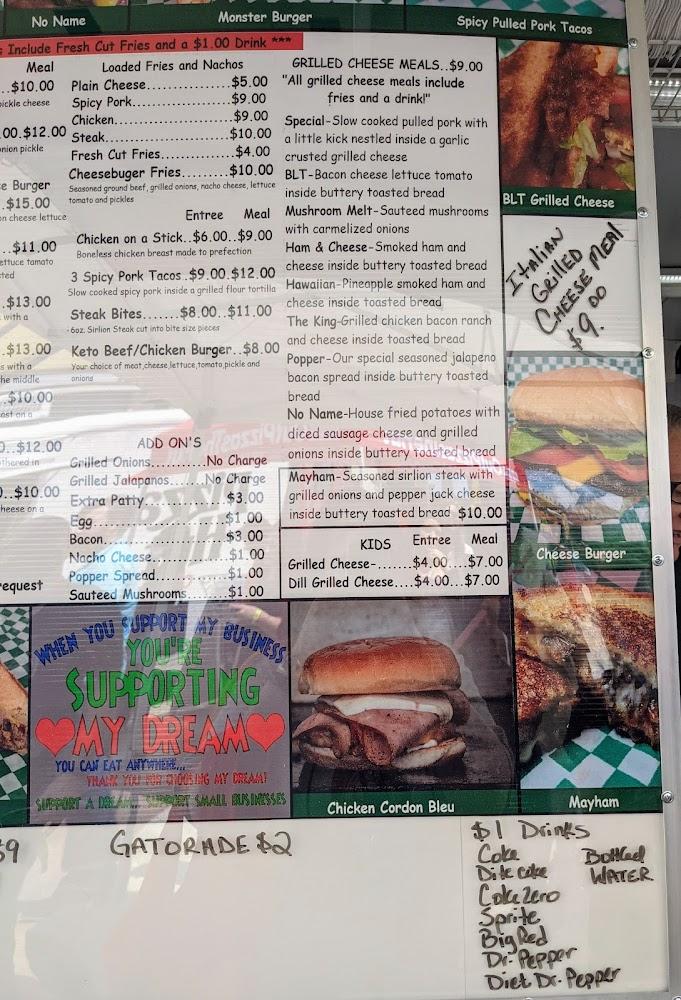 No Name
Monster Burger
Spicy Pulled Pork Tacos
Include Fresh Cut Fries and a $1.00 Drink ***
Meal
..$10.00
pickle cheese
.00.$12.00
onion pickle
Burger
.$15.00
on cheese lettuce
..$11.00
ettuce tomato
.$13.00
with a
.$13.00
s with a
he middle
.$10.00
..$12.00
othered in
..$10.00
heese on a
request
Loaded Fries and Nachos
Plain Cheese...............$5.00
Spicy Pork.................$9.00
Chicken....................$9.00
Steak.....................$10.00
Fresh Cut Fries............$4.00
Cheesebuger Fries.........$10.00
Seasoned ground beef, grilled onions, nacho cheese, lettuce
tomato and pickles
Entree Meal
Chicken on a Stick..$6.00..$9.00
Boneless chicken breast made to prefection
3 Spicy Pork Tacos.$9.00.$12.00
Slow cooked spicy pork inside a grilled flour tortilla
Steak Bites.......$8.00..$11.00
6oz. Sirlion Steak cut into bite size pieces
Keto Beef/Chicken Burger..$8.00
Your choice of meat,cheese,lettuce,tomato,pickle and
onions
ADD ON'S
Grilled Onions..........No Charge
Grilled Jalapanos.......No Charge
Extra Patty................$3.00
Egg........................$1.00
Bacon......................$3.00
Nacho Cheese...............$1.00
Popper Spread..............$1.00
Sauteed Mushrooms..........$1.00
GRILLED CHEESE MEALS..$9.00
"All grilled cheese meals include
fries and a drink!"
Special-Slow cooked pulled pork with
a little kick nestled inside a garlic
crusted grilled cheese
BLT-Bacon cheese lettuce tomato
inside buttery toasted bread
Mushroom Melt-Sauteed mushrooms
with carmelized onions
Ham & Cheese-Smoked ham and
cheese inside buttery toasted bread
Hawaiian-Pineapple smoked ham and
cheese inside toasted bread
The King-Grilled chicken bacon ranch
and cheese inside toasted bread
Popper-Our special seasoned jalapeno
bacon spread inside buttery toasted
bread
No Name-House fried potatoes with
diced sausage cheese and grilled
onions inside buttery toasted bread
Mayham-Seasoned sirlion steak with
grilled onions and pepper jack cheese
inside buttery toasted bread $10.00
KIDS Entree Meal
Grilled Cheese-.......$4.00....$7.00
Dill Grilled Cheese....$4.00...$7.00
BLT Grilled Cheese
Italian
Grilled
Cheese Meal
$9.00
Cheese Burger
Mayham
Chicken Cordon Bleu
WHEN YOU SUPPORT MY BUSINESS
YOU'RE
SUPPORTING
MY DREAM
YOU CAN EAT ANYWHERE...
THANK YOU FOR CHOOSING MY DREAM!
SUPPORT A DREAM... SUPPORT SMALL BUSINESSES
$9
GATORADE $2
$1 Drinks
Coke
Dite coke
Coke Zero
Sprite
Big Red
Dr. Pepper
Diet Dr. Pepper
Bottled
WATER